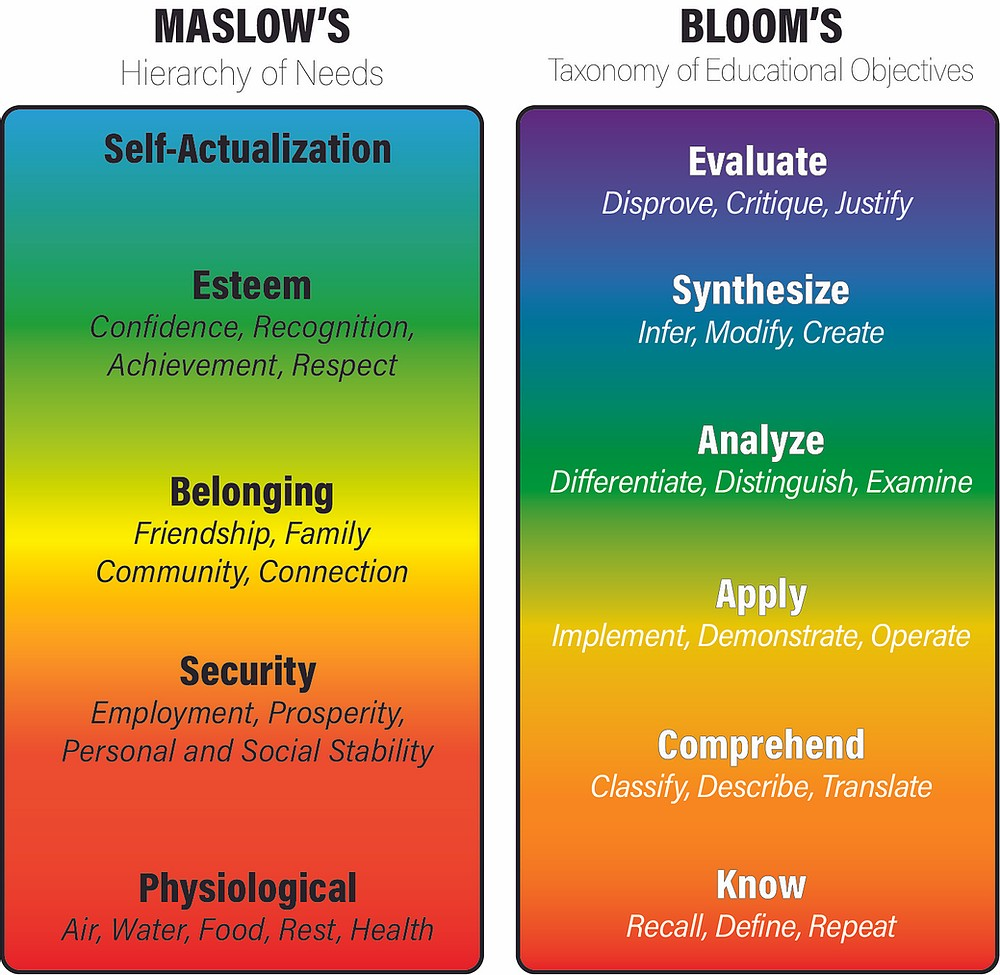 MASLOW'S
Hierarchy of Needs
Self-Actualization
Esteem
Confidence, Recognition,
Achievement, Respect
Belonging
Friendship, Family
Community, Connection
Security
Employment, Prosperity,
Personal and Social Stability
Physiological
Air, Water, Food, Rest, Health
BLOOM'S
Taxonomy of Educational Objectives
Evaluate
Disprove, Critique, Justify
Synthesize
Infer, Modify, Create
Analyze
Differentiate, Distinguish, Examine
Apply
Implement, Demonstrate, Operate
Comprehend
Classify, Describe, Translate
Know
Recall, Define, Repeat